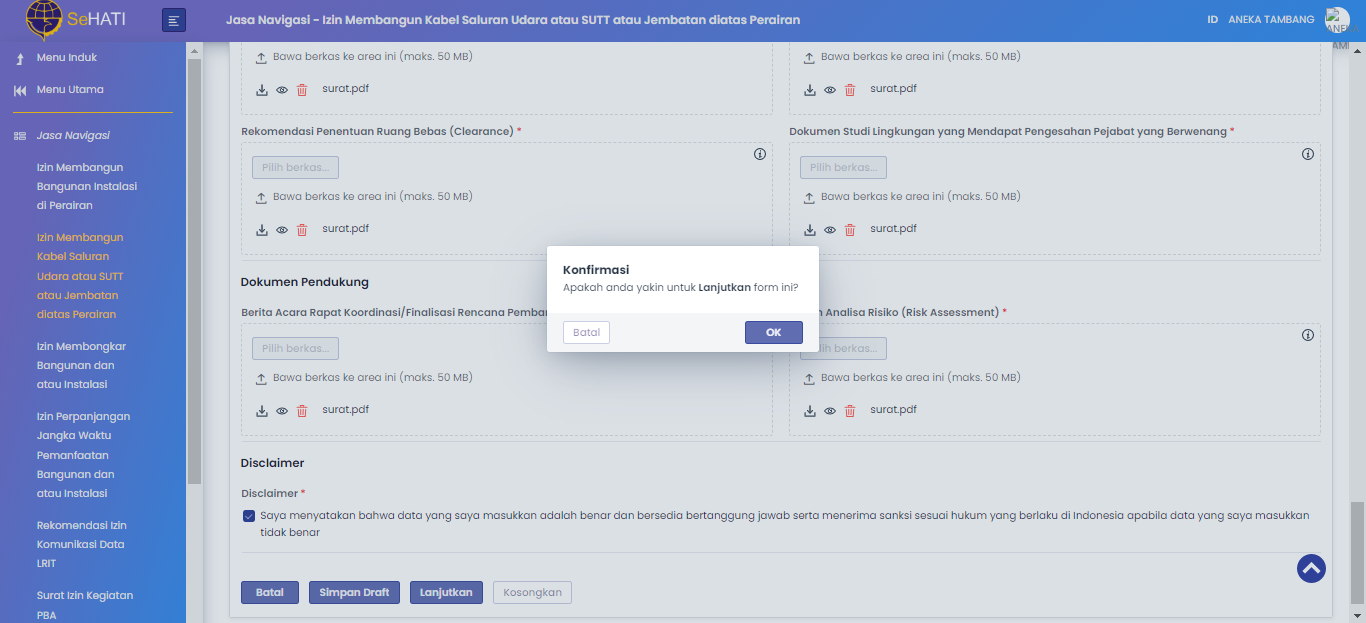 SeHATI
Jasa Navigasi - Izin Membangun Kabel Saluran Udara atau SUTT atau Jembatan diatas Perairan
ID ANEKA TAMBANG
Menu Induk
Menu Utama
Jasa Navigasi
Izin Membangun
Bangunan Instalasi
di Perairan
Izin Membangun
Kabel Saluran
Udara atau SUTT
atau Jembatan
diatas Perairan
Izin Membongkar
Bangunan dan
atau Instalasi
Izin Perpanjangan
Jangka Waktu
Pemanfaatan
Bangunan dan
atau Instalasi
Rekomendasi Izin
Komunikasi Data
LRIT
Surat Izin Kegiatan
PBA
Bawa berkas ke area ini (maks. 50 MB)
surat.pdf
Bawa berkas ke area ini (maks. 50 MB)
surat.pdf
Rekomendasi Penentuan Ruang Bebas (Clearance) *
Pilih berkas...
Bawa berkas ke area ini (maks. 50 MB)
surat.pdf
Dokumen Studi Lingkungan yang Mendapat Pengesahan Pejabat yang Berwenang *
Pilih berkas...
Bawa berkas ke area ini (maks. 50 MB)
surat.pdf
Konfirmasi
Apakah anda yakin untuk Lanjutkan form ini?
Batal
OK
Dokumen Pendukung
Berita Acara Rapat Koordinasi/Finalisasi Rencana
Pilih berkas...
Bawa berkas ke area ini (maks. 50 MB)
surat.pdf
Analisa Risiko (Risk Assessment) *
berkas...
Bawa berkas ke area ini (maks. 50 MB)
surat.pdf
Disclaimer
Disclaimer *
Saya menyatakan bahwa data yang saya masukkan adalah benar dan bersedia bertanggung jawab serta menerima sanksi sesuai hukum yang berlaku di Indonesia apabila data yang saya masukkan
tidak benar
Batal
Simpan Draft
Lanjutkan
Kosongkan